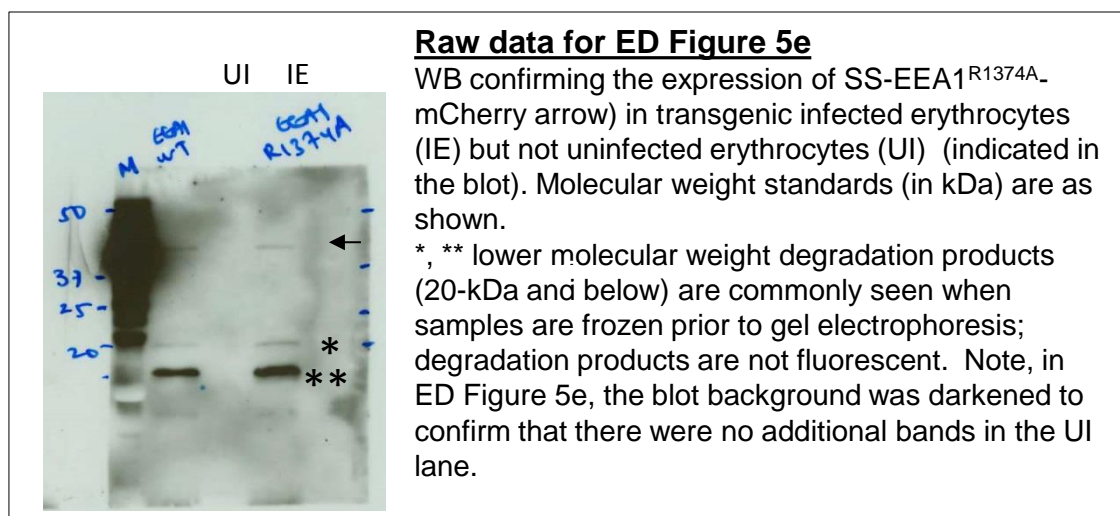 Raw data for ED Figure 5e
WB confirming the expression of SS-EEA1R1374A-
mCherry arrow) in transgenic infected erythrocytes
(IE) but not uninfected erythrocytes (UI) (indicated in
the blot). Molecular weight standards (in kDa) are as
shown.
*, ** lower molecular weight degradation products
(20-kDa and below) are commonly seen when
samples are frozen prior to gel electrophoresis;
degradation products are not fluorescent. Note, in
ED Figure 5e, the blot background was darkened to
confirm that there were no additional bands in the UI
lane.
UI IE
M
EEA1
WT
EEA1
R1374A
50
37
25
20
*
**